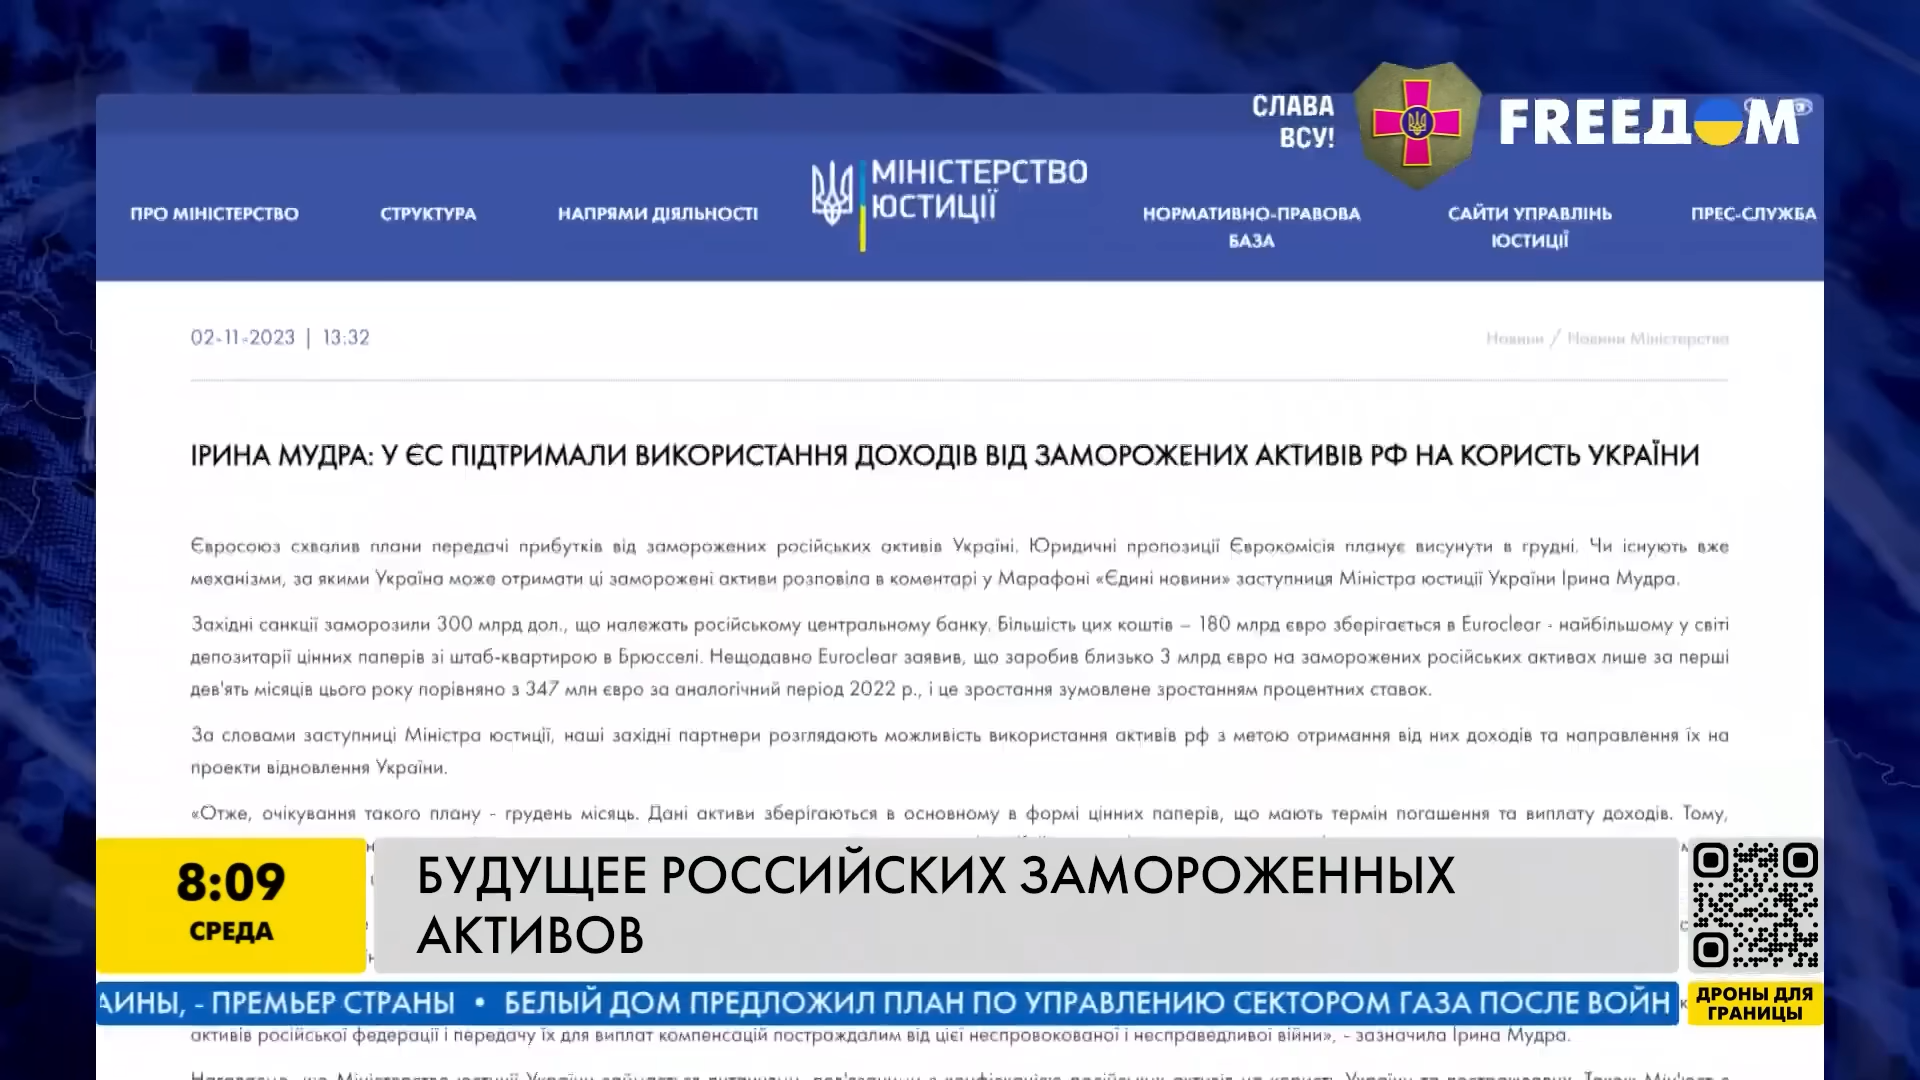 СЛАВА
ВСУ!
FREEДОМ
ПРО МІНІСТЕРСТВО
СТРУКТУРА
НАПРЯМИ ДІЯЛЬНОСТІ
МІНІСТЕРСТВО
ЮСТИЦІЇ
НОРМАТИВНО-ПРАВОВА
БАЗА
САЙТИ УПРАВЛІНЬ
ЮСТИЦІЇ
ПРЕС-СЛУЖБА
02-11-2023 | 13:32
Новини / Новини Міністерства
ІРИНА МУДРА: У ЄС ПІДТРИМАЛИ ВИКОРИСТАННЯ ДОХОДІВ ВІД ЗАМОРОЖЕНИХ АКТИВІВ РФ НА КОРИСТЬ УКРАЇНИ
Євросоюз схвалив плани передачі прибутків від заморожених російських активів Україні. Юридичні пропозиції Єврокомісія планує висунути в грудні. Чи існують вже
механізми, за якими Україна може отримати ці заморожені активи розповіла в коментарі у Марафоні «Єдині новини» заступниця Міністра юстиції України Ірина Мудра.
Західні санкції заморозили 300 млрд дол., що належать російському центральному банку. Більшість цих коштів – 180 млрд євро зберігається в Euroclear - найбільшому у світі
депозитарії цінних паперів зі штаб-квартирою в Брюсселі. Нещодавно Euroclear заявив, що заробив близько 3 млрд євро на заморожених російських активах лише за перші
дев'ять місяців цього року порівняно з 347 млн євро за аналогічний період 2022 р., і це зростання зумовлене зростанням процентних ставок.
За словами заступниці Міністра юстиції, наші західні партнери розглядають можливість використання активів рф з метою отримання від них доходів та направлення їх на
проекти відновлення України.
«Отже, очікування такого плану - грудень місяць. Дані активи зберігаються в основному в формі цінних паперів, що мають термін погашення та виплату доходів. Тому,
8:09
СРЕДА
БУДУЩЕЕ РОССИЙСКИХ ЗАМОРОЖЕННЫХ
АКТИВОВ
АИНЫ, - ПРЕМЬЕР СТРАНЫ • БЕЛЫЙ ДОМ ПРЕДЛОЖИЛ ПЛАН ПО УПРАВЛЕНИЮ СЕКТОРОМ ГАЗА ПОСЛЕ ВОЙН
ДРОНЫ ДЛЯ
ГРАНИЦЫ
активів російської федерації і передачу їх для виплат компенсацій постраждалим від цієї неспровокованої і несправедливої війни», - зазначила Ірина Мудра.